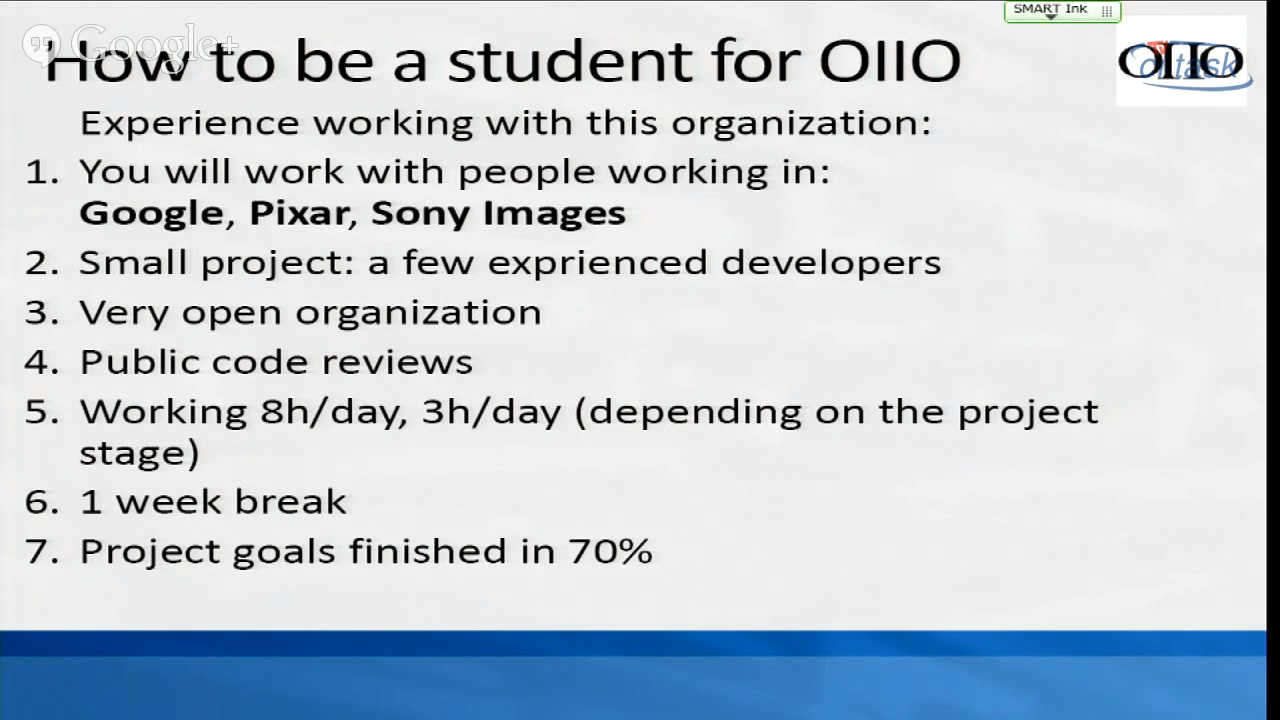 SMART Ink
Google+
How to be a student for OIIO
OIIO
Experience working with this organization:
1. You will work with people working in:
Google, Pixar, Sony Images
2. Small project: a few exprienced developers
3. Very open organization
4. Public code reviews
5. Working 8h/day, 3h/day (depending on the project
stage)
6. 1 week break
7. Project goals finished in 70%